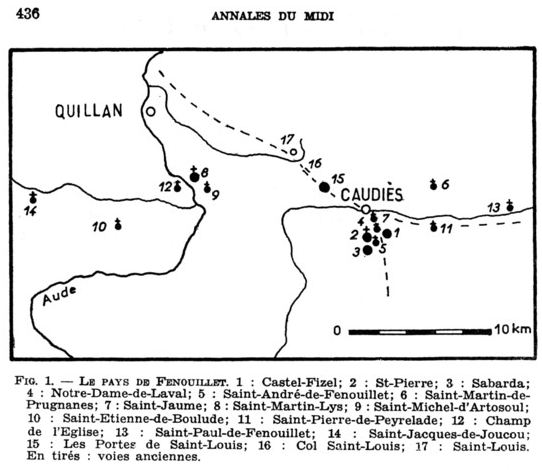 436
ANNALES DU MIDI
QUILLAN
17
16
8
15
12
9
6
CAUDIÈS
14
13
4
7
10
2
1
11
5
3
Aude
0
10 km
FIG. 1. — LE PAYS DE FENOUILLET. 1 : Castel-Fizel; 2 : St-Pierre; 3 : Sabarda;
4 : Notre-Dame-de-Laval; 5 : Saint-André-de-Fenouillet; 6 : Saint-Martin-de-
Prugnanes; 7 : Saint-Jaume; 8 : Saint-Martin-Lys; 9 : Saint-Michel-d'Artosoul;
10 : Saint-Etienne-de-Boulude; 11 : Saint-Pierre-de-Peyrelade; 12 : Champ
de l'Eglise; 13 : Saint-Paul-de-Fenouillet; 14 : Saint-Jacques-de-Joucou;
15 : Les Portes de Saint-Louis; 16 : Col Saint-Louis; 17 : Saint-Louis.
En tirés : voies anciennes.